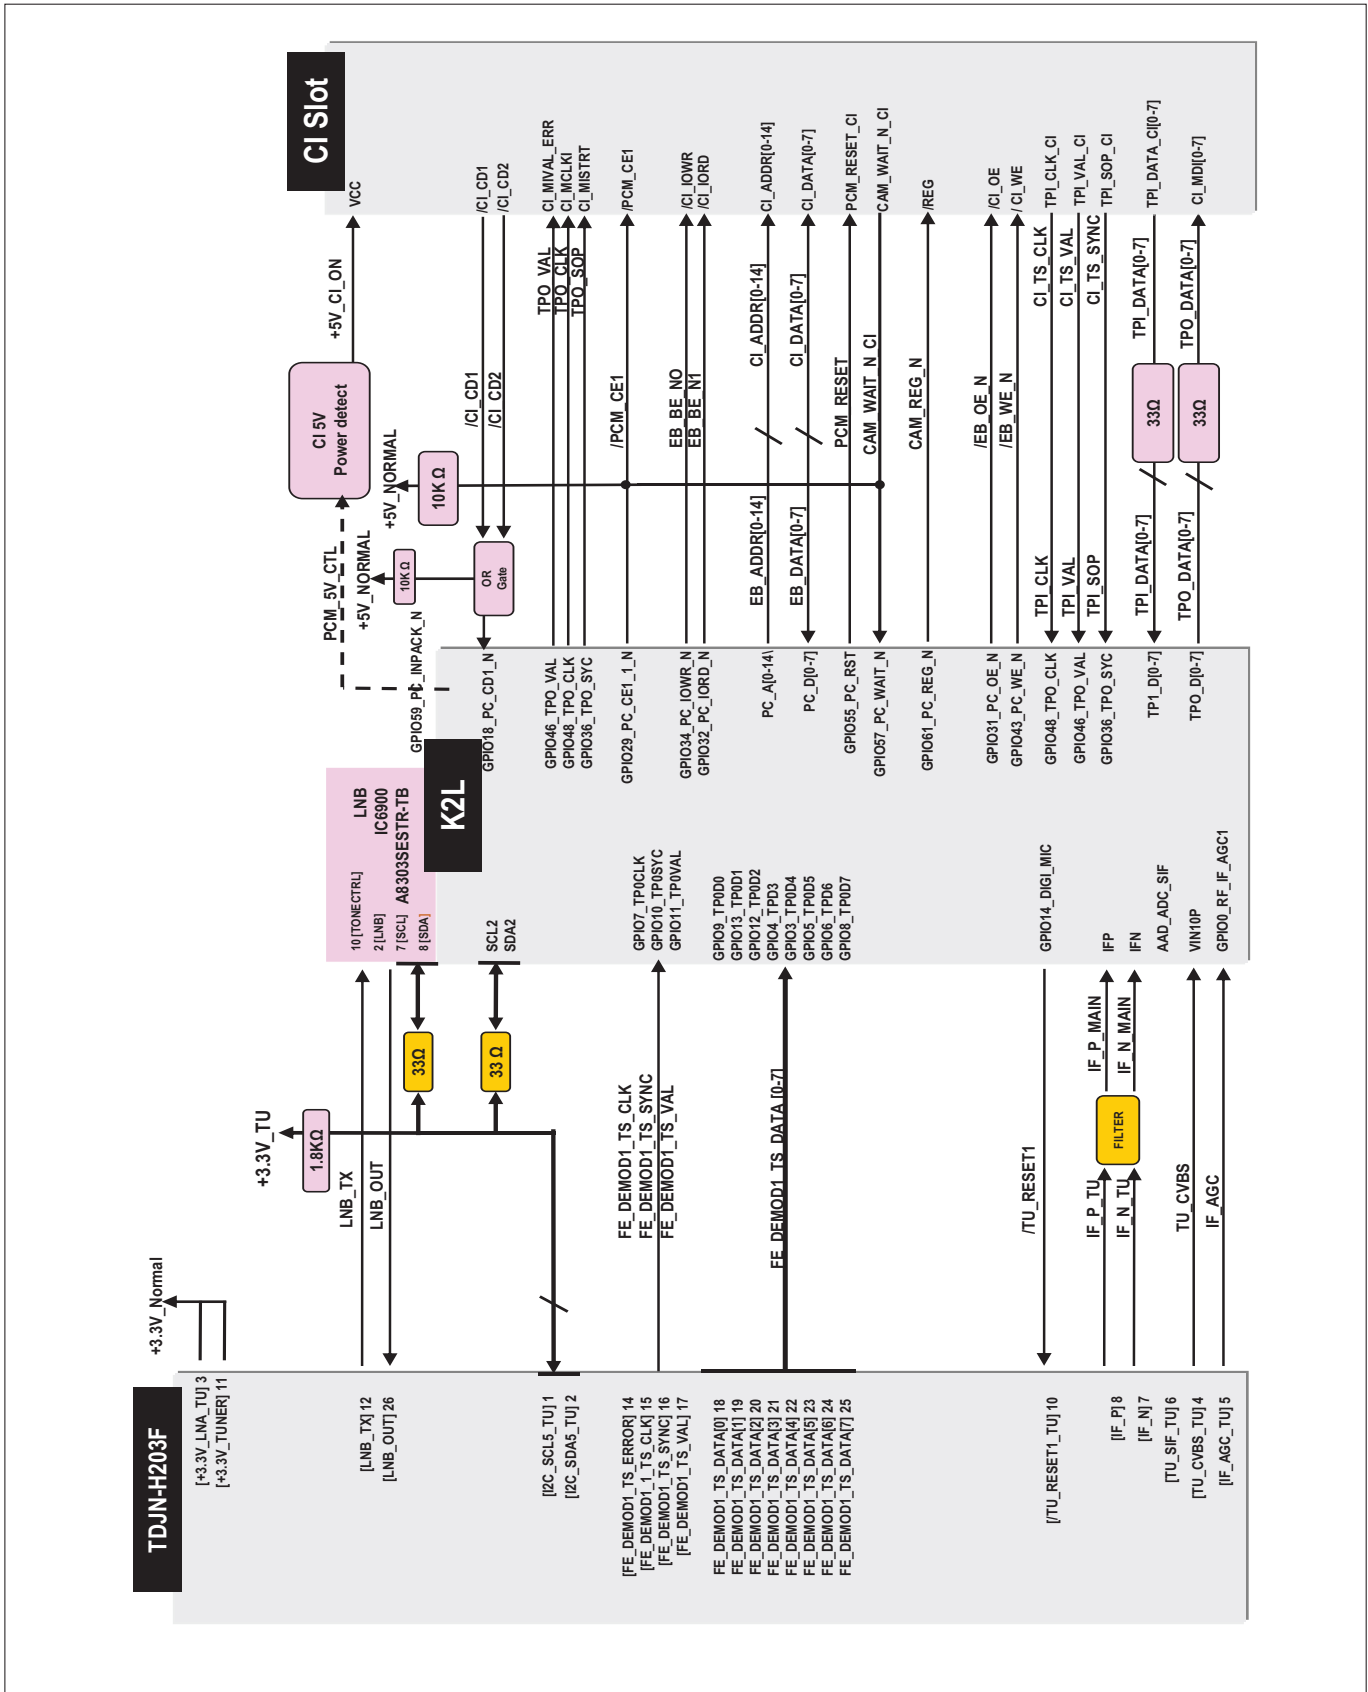 TDJN-H203F
[+3.3V_LNA_TU] 3
[+3.3V_TUNER] 11
+3.3V_Normal
[LNB_TX] 12
[LNB_OUT] 26
[I2C_SCL5_TU] 1
[I2C_SDA5_TU] 2
[FE_DEMOD1_TS_ERROR] 14
[FE_DEMOD1_1_TS_CLK] 15
[FE_DEMOD1_TS_SYNC] 16
[FE_DEMOD1_TS_VAL] 17
FE_DEMOD1_TS_DATA[0] 18
FE_DEMOD1_TS_DATA[1] 19
FE_DEMOD1_TS_DATA[2] 20
FE_DEMOD1_TS_DATA[3] 21
FE_DEMOD1_TS_DATA[4] 22
FE_DEMOD1_TS_DATA[5] 23
FE_DEMOD1_TS_DATA[6] 24
FE_DEMOD1_TS_DATA[7] 25
[/TU_RESET1_TU] 10
[IF_P] 8
[IF_N] 7
[TU_SIF_TU] 6
[TU_CVBS_TU] 4
[IF_AGC_TU] 5
+3.3V_TU
1.8KΩ
LNB_TX
LNB_OUT
33Ω
33 Ω
FE_DEMOD1_TS_CLK
FE_DEMOD1_TS_SYNC
FE_DEMOD1_TS_VAL
FE_DEMOD1_TS_DATA [0-7]
/TU_RESET1
IF_P_TU
IF_N_TU
FILTER
IF_P_MAIN
IF_N_MAIN
TU_CVBS
IF_AGC
LNB
IC6900
A8303SESTR-TB
10 [TONECTRL]
2 [LNB]
7 [SCL]
8 [SDA]
K2L
SCL2
SDA2
GPIO7_TP0CLK
GPIO10_TP0SYC
GPIO11_TP0VAL
GPIO9_TP0D0
GPIO13_TP0D1
GPIO12_TP0D2
GPIO4_TPD3
GPIO3_TP0D4
GPIO5_TP0D5
GPIO6_TPD6
GPIO8_TP0D7
GPIO14_DIGI_MIC
IFP
IFN
AAD_ADC_SIF
VIN10P
GPIO0_RF_IF_AGC1
GPIO59_PC_INPACK_N
GPIO18_PC_CD1_N
GPIO46_TPO_VAL
GPIO48_TPO_CLK
GPIO36_TPO_SYC
GPIO29_PC_CE1_1_N
GPIO34_PC_IOWR_N
GPIO32_PC_IORD_N
PC_A[0-14\
PC_D[0-7]
GPIO55_PC_RST
GPIO57_PC_WAIT_N
GPIO61_PC_REG_N
GPIO31_PC_OE_N
GPIO43_PC_WE_N
GPIO48_TPO_CLK
GPIO46_TPO_VAL
GPIO36_TPO_SYC
TP1_D[0-7]
TPO_D[0-7]
PCM_5V_CTL
+5V_NORMAL
10K Ω
+5V_NORMAL
10K Ω
OR
Gate
CI 5V
Power detect
+5V_CI_ON
/CI_CD1
/CI_CD2
TPO_VAL
TPO_CLK
TPO_SOP
/PCM_CE1
EB_BE_NO
EB_BE_N1
EB_ADDR[0-14]
CI_ADDR[0-14]
EB_DATA[0-7]
CI_DATA[0-7]
PCM_RESET
CAM_WAIT_N_CI
CAM_REG_N
/EB_OE_N
/EB_WE_N
TPI_CLK
CI_TS_CLK
TPI_VAL
CI_TS_VAL
TPI_SOP
CI_TS_SYNC
TPI_DATA[0-7]
33Ω
TPI_DATA[0-7]
TPO_DATA[0-7]
33Ω
TPO_DATA[0-7]
CI Slot
VCC
/CI_CD1
/CI_CD2
CI_MIVAL_ERR
CI_MCLKI
CI_MISTRT
/PCM_CE1
/CI_IOWR
/CI_IORD
CI_ADDR[0-14]
CI_DATA[0-7]
PCM_RESET_CI
CAM_WAIT_N_CI
/REG
/CI_OE
/ CI_WE
TPI_CLK_CI
TPI_VAL_CI
TPI_SOP_CI
TPI_DATA_CI[0-7]
CI_MDI[0-7]